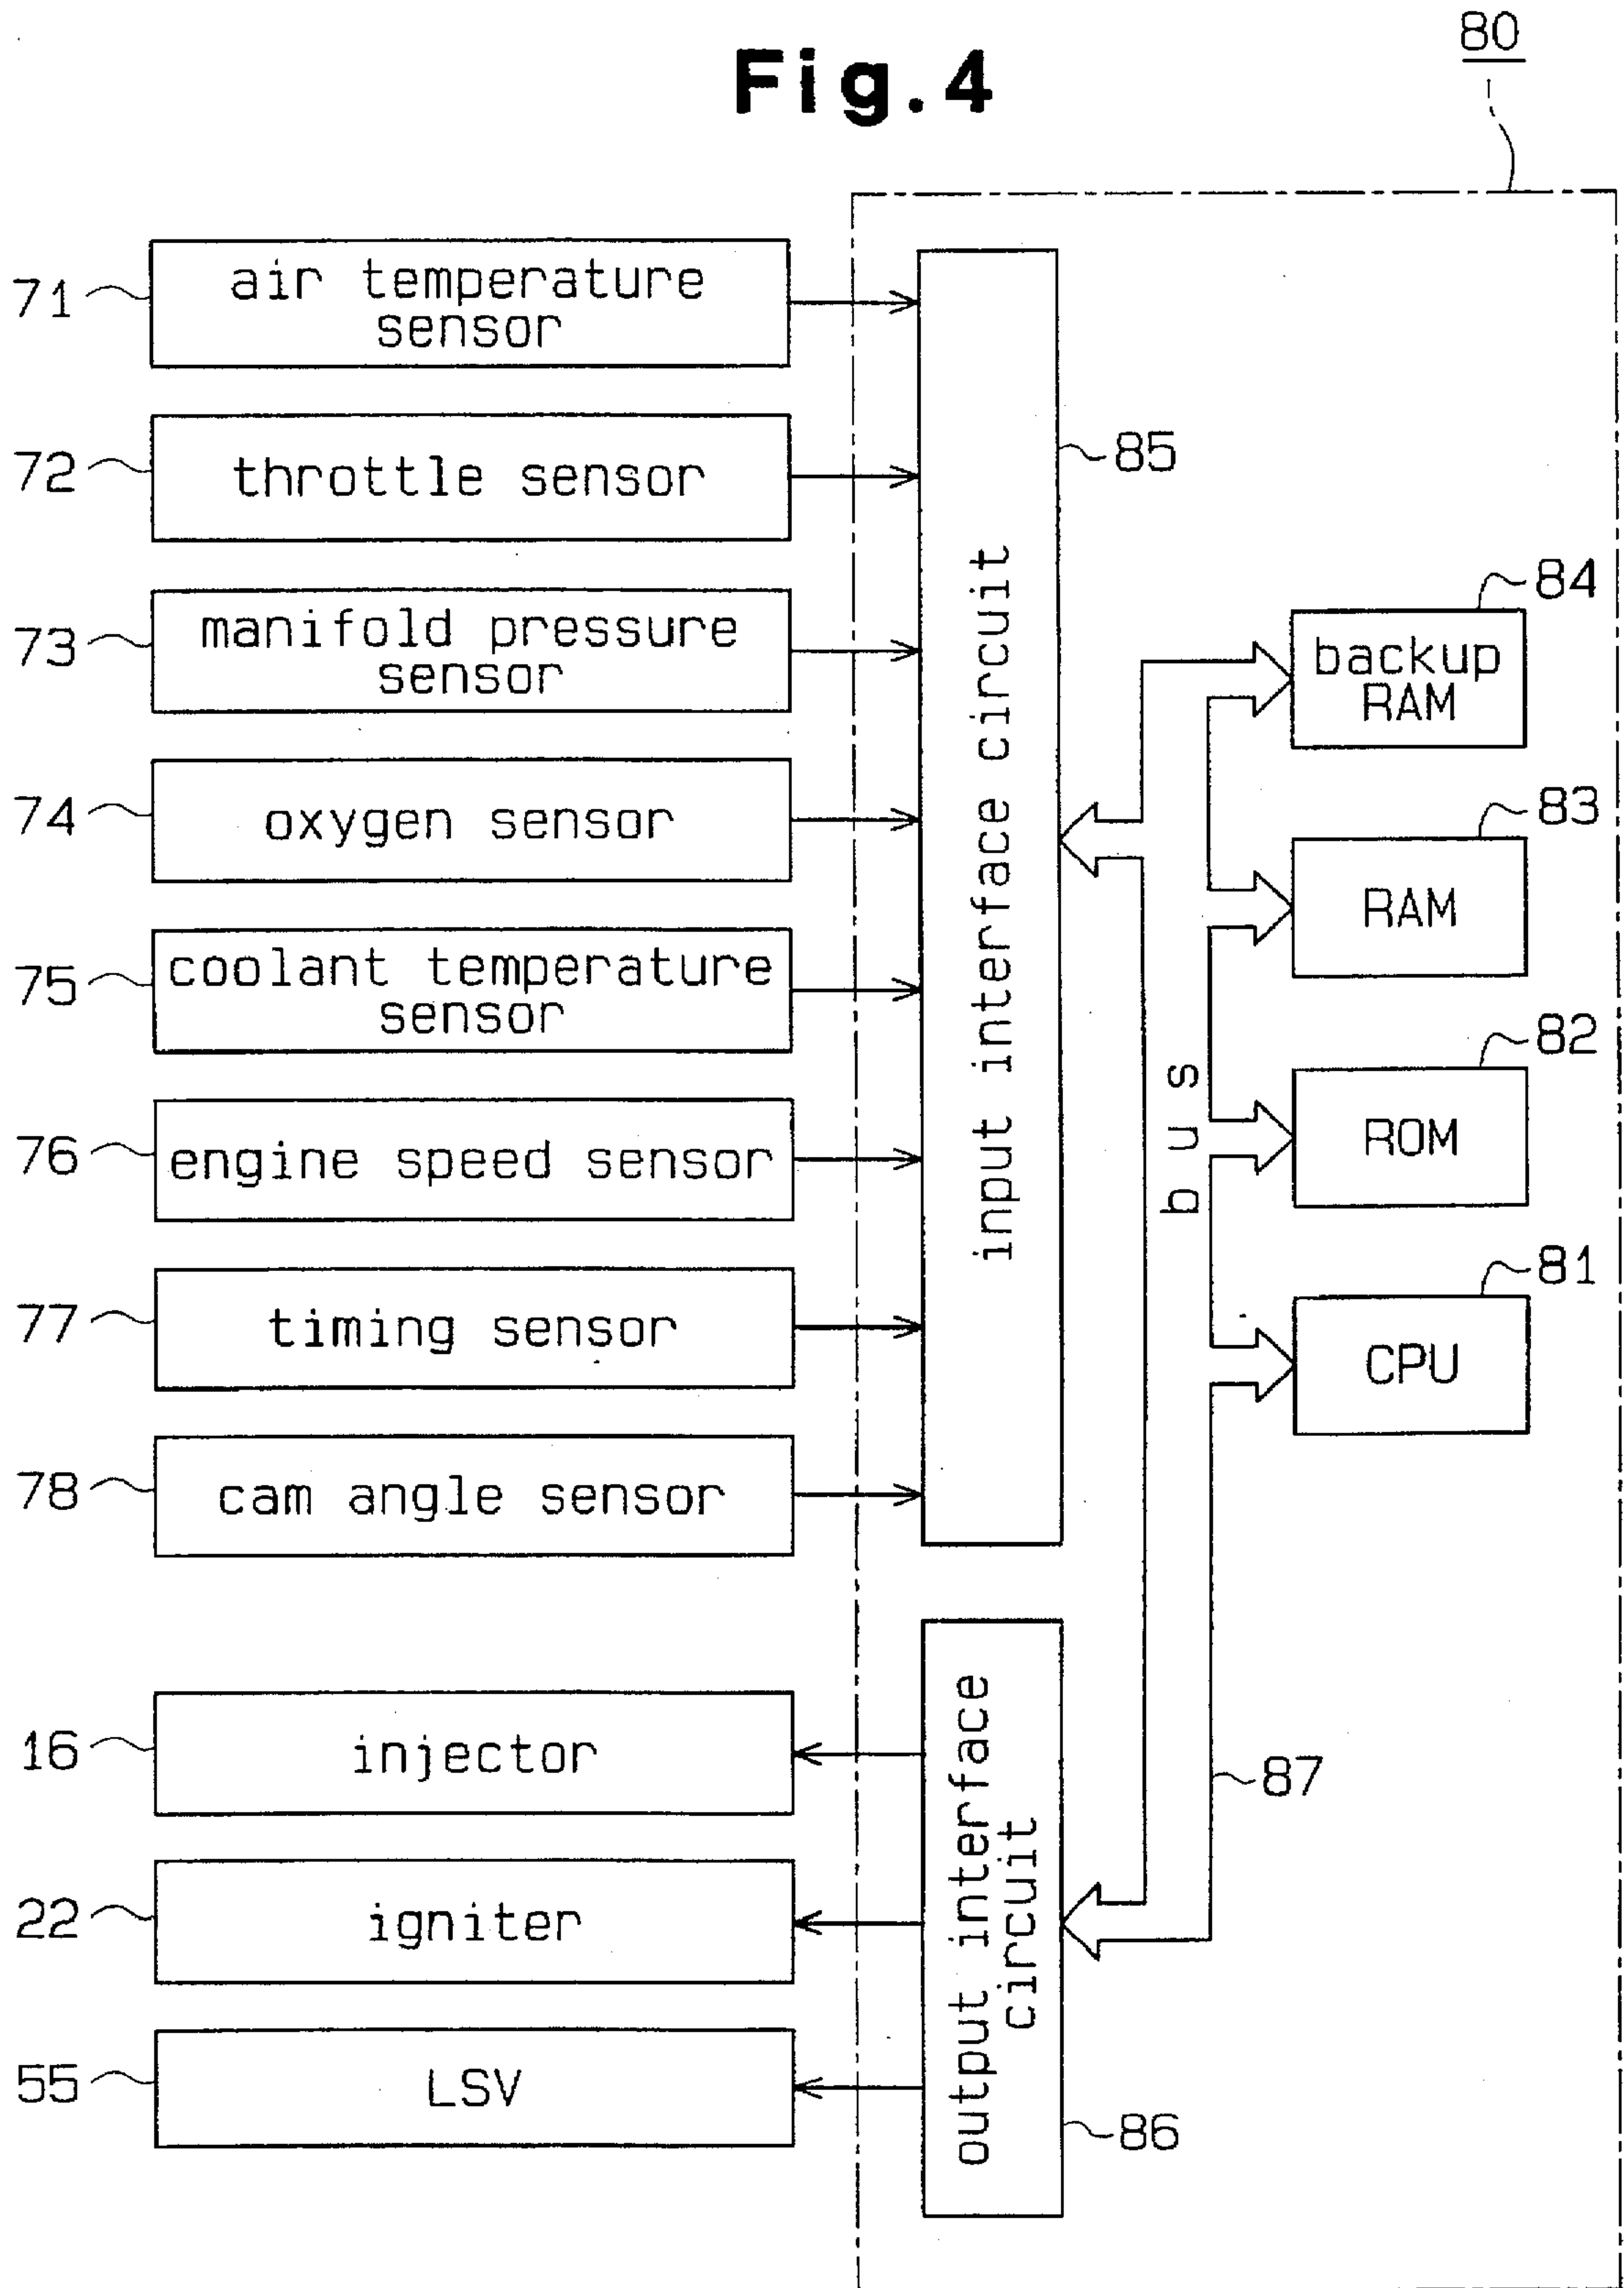 80
Fig.4
71
air temperature
sensor
72
throttle sensor
73
manifold pressure
sensor
74
oxygen sensor
75
coolant temperature
sensor
76
engine speed sensor
77
timing sensor
78
cam angle sensor
input interface circuit
85
84
backup
RAM
83
RAM
82
ROM
81
CPU
bus
87
16
injector
22
igniter
55
LSV
output interface
circuit
86